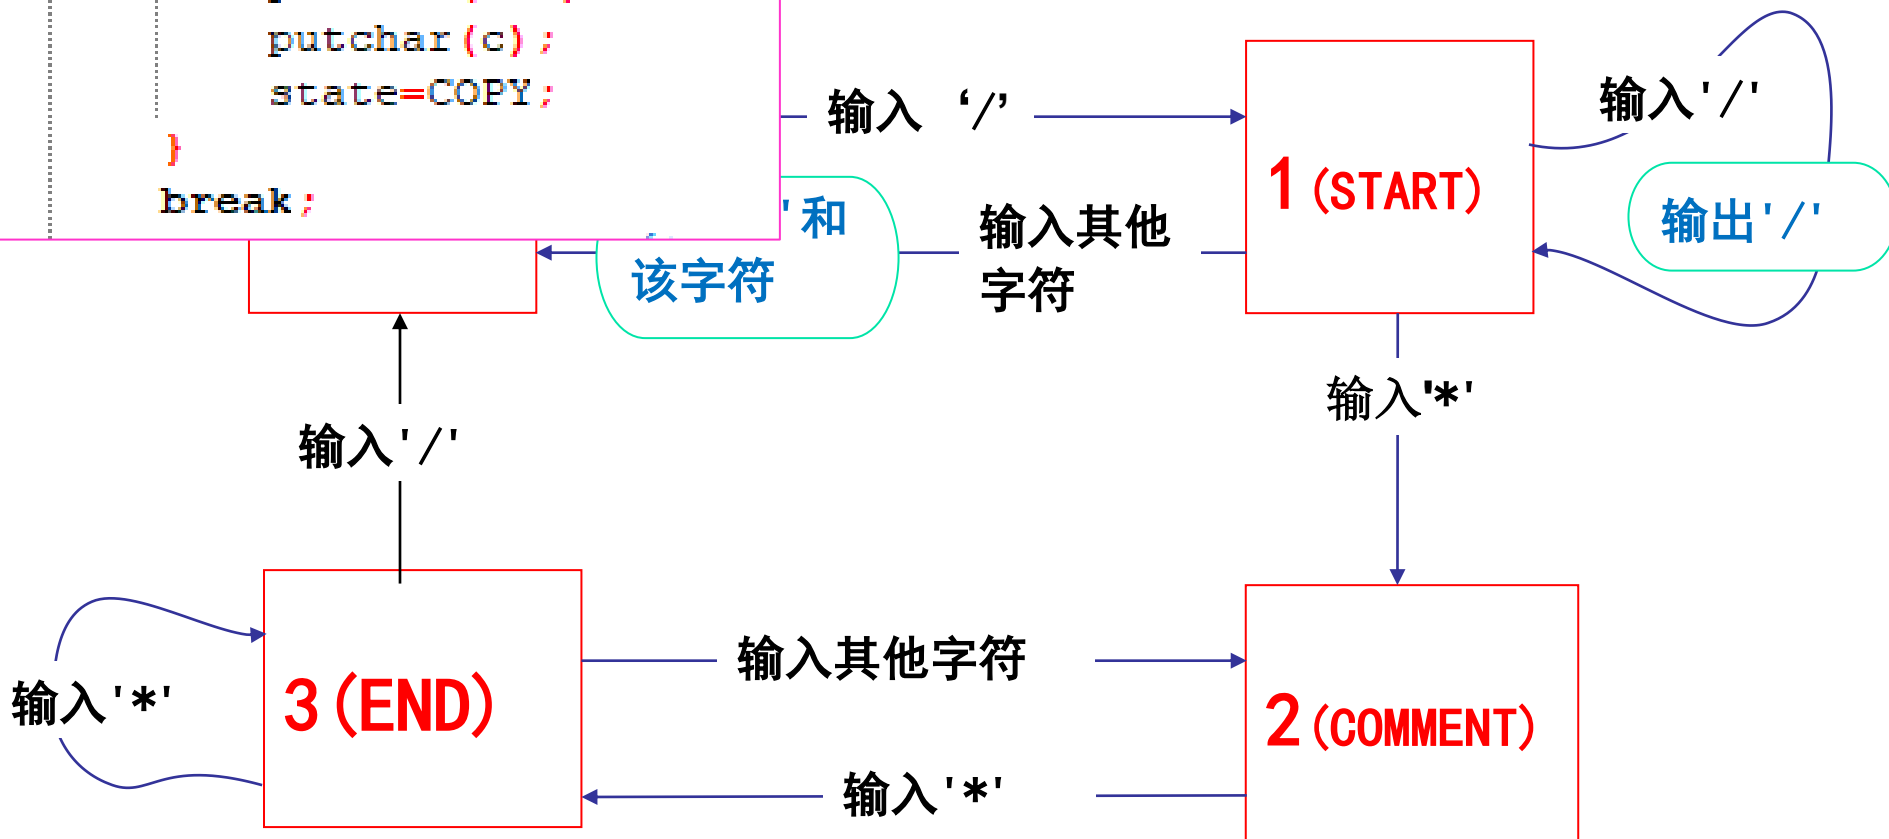 putchar(c);
state=COPY;
}
break;
输入 ‘/’
输入'/'
1(START)
'和
该字符
输入其他
字符
输出'/'
输入'*'
输入'/'
输入其他字符
3(END)
输入'*'
2(COMMENT)
输入'*'